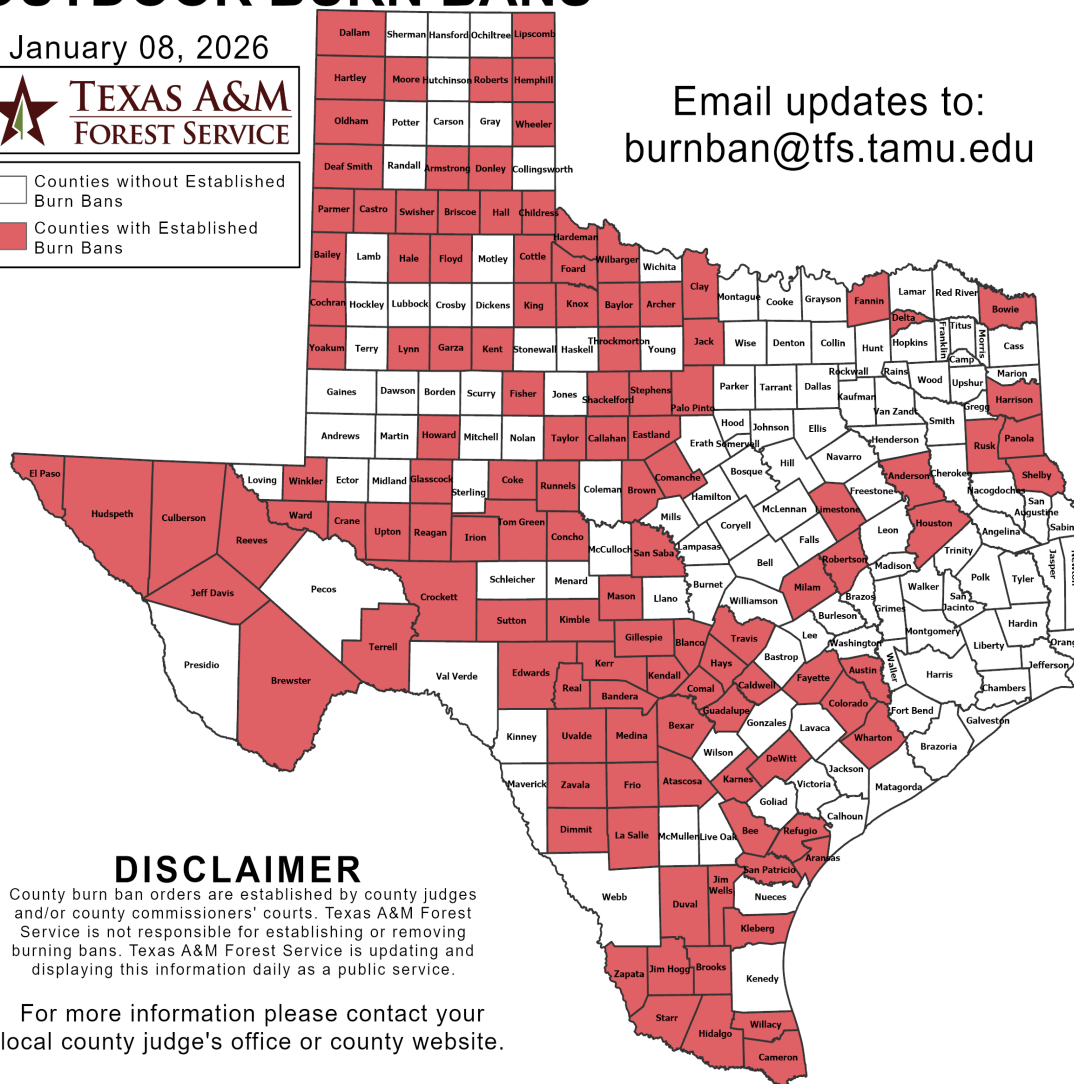 OUTDOOR BURN BANS
January 08, 2026
TEXAS A&M
FOREST SERVICE
Email updates to:
burnban@tfs.tamu.edu
Counties without Established
Burn Bans
Counties with Established
Burn Bans
Dallam Sherman Hansford Ochiltree Lipscomb
Hartley Moore Hutchinson Roberts Hemphill
Oldham Potter Carson Gray Wheeler
Deaf Smith Randall Armstrong Donley Collingsworth
Parmer Castro Swisher Briscoe Hall Childress
Hardeman
Bailey Lamb Hale Floyd Motley Cottle Foard Wilbarger Wichita
Clay Montague Cooke Grayson Fannin Lamar Red River Bowie
Cochran Hockley Lubbock Crosby Dickens King Knox Baylor Archer
Delta Titus
Yoakum Terry Lynn Garza Kent Stonewall Haskell Throckmorton Young Jack Wise Denton Collin Hunt Hopkins Franklin Camp Morris Cass
Rockwall Rains Wood Upshur Marion
Gaines Dawson Borden Scurry Fisher Jones Shackelford Stephens Palo Pinto Parker Tarrant Dallas Kaufman Van Zandt Smith Gregg Harrison
Andrews Martin Howard Mitchell Nolan Taylor Callahan Eastland Erath Hood Somervell Johnson Ellis Henderson Rusk Panola
El Paso Hudspeth Culberson Reeves Loving Winkler Ector Midland Glasscock Sterling Coke Runnels Coleman Brown Comanche Bosque Hill Navarro Anderson Cherokee Shelby
Hamilton Freestone Nacogdoches San
Augustine
Ward Crane Upton Reagan Irion Tom Green Concho McCulloch San Saba Mills Coryell McLennan Limestone Leon Houston Angelina Sabin
Lampasas Bell Falls Robertson Madison Trinity
Jeff Davis Pecos Crockett Schleicher Menard Mason Llano Burnet Williamson Milam Brazos Grimes Walker San
Jacinto Polk Tyler Jasper
Terrell Sutton Kimble Gillespie Blanco Travis Lee Burleson Washington Montgomery Liberty Hardin Orang
Presidio Brewster Val Verde Edwards Real Kerr Bandera Kendall Hays Comal Caldwell Bastrop Fayette Austin Waller Harris Chambers Jefferson
Guadalupe Gonzales Lavaca Colorado Fort Bend Galveston
Kinney Uvalde Medina Bexar Wilson DeWitt Wharton Brazoria
Maverick Zavala Frio Atascosa Karnes Goliad Victoria Jackson Matagorda
Dimmit La Salle McMullen Live Oak Bee Refugio Calhoun
Aransas
San Patricio
Webb Duval Jim
Wells Nueces
Kleberg
Zapata Jim Hogg Brooks Kenedy
Starr Hidalgo Willacy
Cameron
DISCLAIMER
County burn ban orders are established by county judges
and/or county commissioners' courts. Texas A&M Forest
Service is not responsible for establishing or removing
burning bans. Texas A&M Forest Service is updating and
displaying this information daily as a public service.
For more information please contact your
local county judge's office or county website.